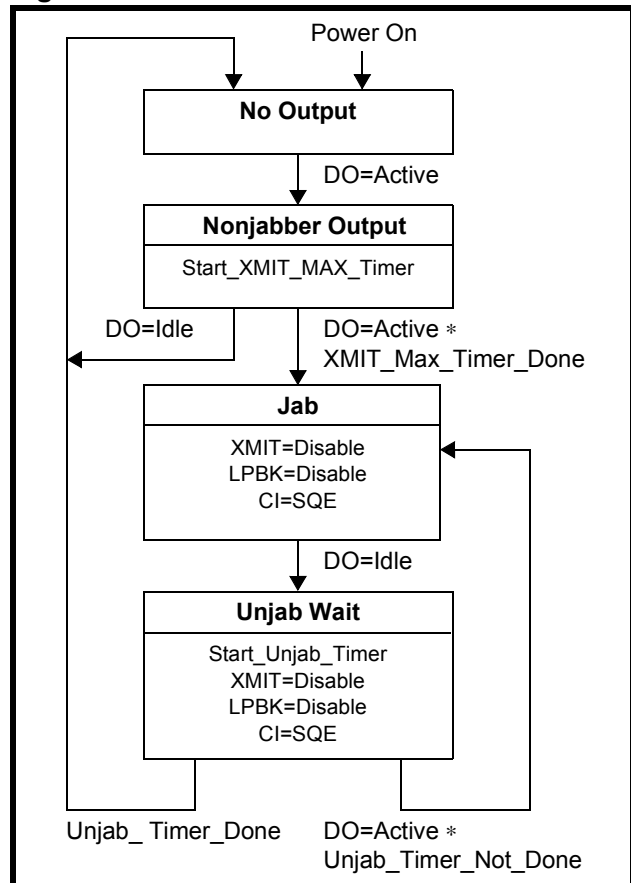 Power On
No Output
DO=Active
Nonjabber Output
Start_XMIT_MAX_Timer
DO=Idle
DO=Active *
XMIT_Max_Timer_Done
Jab
XMIT=Disable
LPBK=Disable
CI=SQE
DO=Idle
Unjab Wait
Start_Unjab_Timer
XMIT=Disable
LPBK=Disable
CI=SQE
Unjab_ Timer_Done
DO=Active *
Unjab_Timer_Not_Done